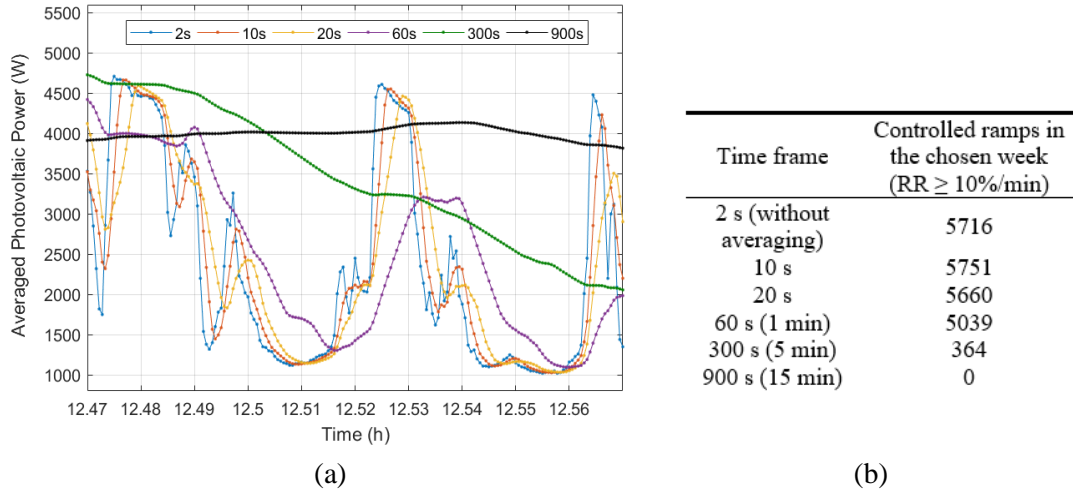 5500
5000
4500
4000
3500
3000
2500
2000
1500
1000
Averaged Photovoltaic Power (W)
2s 10s 20s 60s 300s 900s
12.47 12.48 12.49 12.5 12.51 12.52 12.53 12.54 12.55 12.56
Time (h)
(a)
Time frame
Controlled ramps in
the chosen week
(RR ≥ 10%/min)
2 s (without
averaging)
5716
10 s 5751
20 s 5660
60 s (1 min) 5039
300 s (5 min) 364
900 s (15 min) 0
(b)